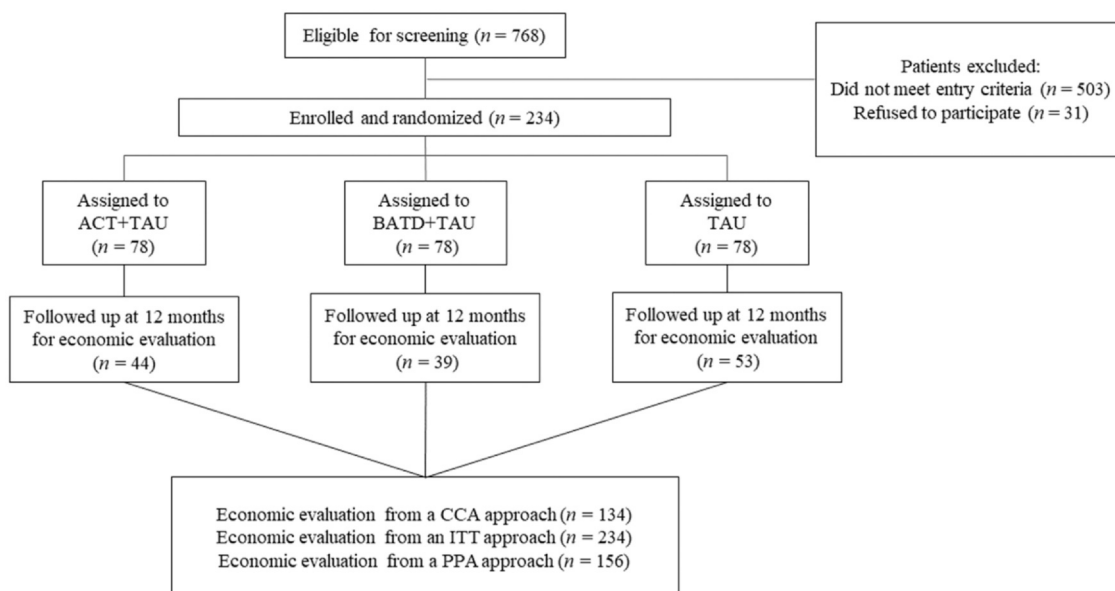 Eligible for screening (n = 768)
Patients excluded:
Did not meet entry criteria (n = 503)
Refused to participate (n = 31)
Enrolled and randomized (n = 234)
Assigned to
ACT+TAU
(n = 78)
Assigned to
BATD+TAU
(n = 78)
Assigned to
TAU
(n = 78)
Followed up at 12 months
for economic evaluation
(n = 44)
Followed up at 12 months
for economic evaluation
(n = 39)
Followed up at 12 months
for economic evaluation
(n = 53)
Economic evaluation from a CCA approach (n = 134)
Economic evaluation from an ITT approach (n = 234)
Economic evaluation from a PPA approach (n = 156)